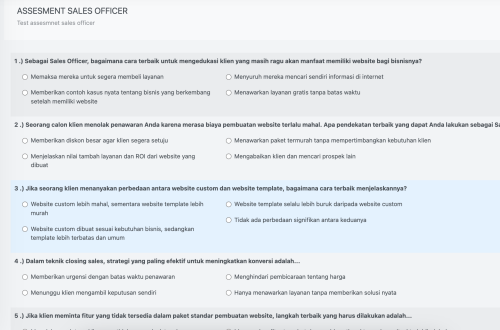 ASSESMENT SALES OFFICER
Test assesmnet sales officer
1 .) Sebagai Sales Officer, bagaimana cara terbaik untuk mengedukasi klien yang masih ragu akan manfaat memiliki website bagi bisnisnya?
Memaksa mereka untuk segera membeli layanan
Menyuruh mereka mencari sendiri informasi di internet
Memberikan contoh kasus nyata tentang bisnis yang berkembang
setelah memiliki website
Menawarkan layanan gratis tanpa batas waktu
2 .) Seorang calon klien menolak penawaran Anda karena merasa biaya pembuatan website terlalu mahal. Apa pendekatan terbaik yang dapat Anda lakukan sebagai Sa
Memberikan diskon besar agar klien segera setuju
Menawarkan paket termurah tanpa mempertimbangkan kebutuhan klien
Menjelaskan nilai tambah layanan dan ROI dari website yang
dibuat
Mengabaikan klien dan mencari prospek lain
3 .) Jika seorang klien menanyakan perbedaan antara website custom dan website template, bagaimana cara terbaik menjelaskannya?
Website custom lebih mahal, sementara website template lebih
murah
Website template selalu lebih buruk daripada website custom
Tidak ada perbedaan signifikan antara keduanya
Website custom dibuat sesuai kebutuhan bisnis, sedangkan
template lebih terbatas dan umum
4 .) Dalam teknik closing sales, strategi yang paling efektif untuk meningkatkan konversi adalah...
Memberikan urgensi dengan batas waktu penawaran
Menghindari pembicaraan tentang harga
Menunggu klien mengambil keputusan sendiri
Hanya menawarkan layanan tanpa memberikan solusi nyata
5 .) Jika klien meminta fitur yang tidak tersedia dalam paket standar pembuatan website, langkah terbaik yang harus dilakukan adalah...